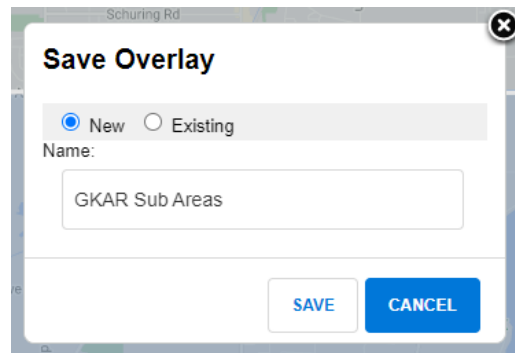 Schuring Rd
Save Overlay
New Existing
Name:
GKAR Sub Areas
SAVE CANCEL